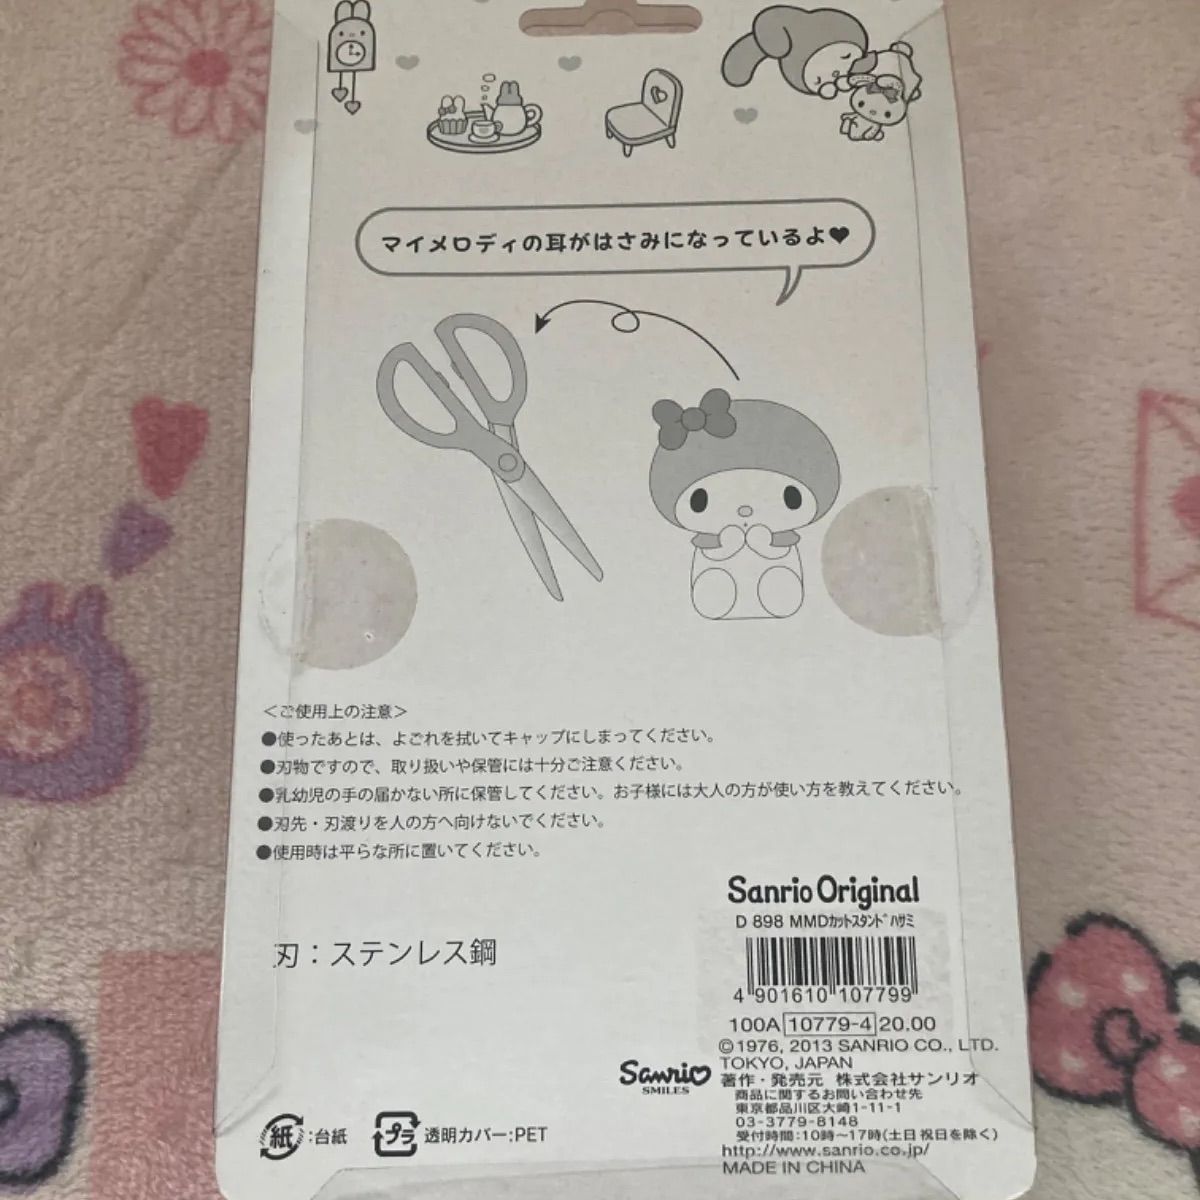 マイメロディの耳がはさみになっているよ♥
＜ご使用上の注意＞
●使ったあとは、よごれを拭いてキャップにしまってください。
●刃物ですので、取り扱いや保管には十分ご注意ください。
●乳幼児の手の届かない所に保管してください。お子様には大人の方が使い方を教えてください。
●刃先・刃渡りを人の方へ向けないでください。
●使用時は平らな所に置いてください。
刃：ステンレス鋼
Sanrio Original
D 898 MMDカットスタンドハサミ
4 901610 107799
100A 10779-4 20.00
©1976, 2013 SANRIO CO., LTD.
TOKYO, JAPAN
著作・発売元 株式会社サンリオ
商品に関するお問い合わせ先
東京都品川区大崎1-11-1
03-3779-8148
受付時間:10時～17時(土日祝日を除く)
http://www.sanrio.co.jp/
MADE IN CHINA
Sanrio
SMILES
紙:台紙
プラ 透明カバー:PET